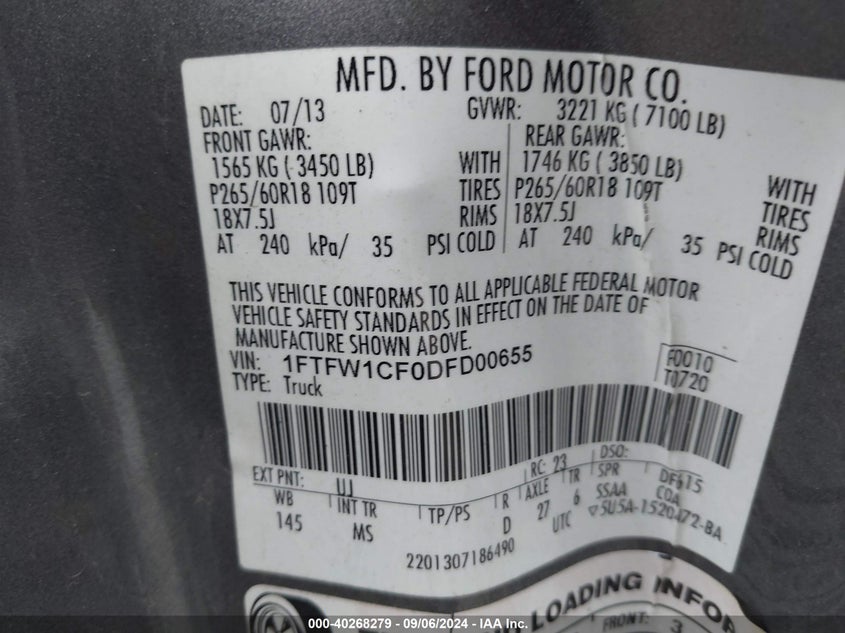 MFD. BY FORD MOTOR CO.
DATE: 07/13 GVWR: 3221 KG ( 7100 LB)
FRONT GAWR: REAR GAWR:
1565 KG ( 3450 LB) WITH 1746 KG ( 3850 LB) WITH
P265/60R18 109T TIRES P265/60R18 109T TIRES
18X7.5J RIMS 18X7.5J RIMS
AT 240 kPa/ 35 PSI COLD AT 240 kPa/ 35 PSI COLD
THIS VEHICLE CONFORMS TO ALL APPLICABLE FEDERAL MOTOR
VEHICLE SAFETY STANDARDS IN EFFECT ON THE DATE OF
MANUFACTURE SHOWN ABOVE.
VIN: 1FTFW1CF0DFD00655 F0010
TYPE: Truck T0720
EXT PNT: UJ RC: 23 DSO:
WB INT TR TP/PS R AXLE TR SPR DF615
145 MS D 27 6 SSAA COA
UTC ▽5U5A-1520472-BA
2201307186490
LOADING INFOR
FRONT: 3
000-40268279 - 09/06/2024 - IAA Inc.